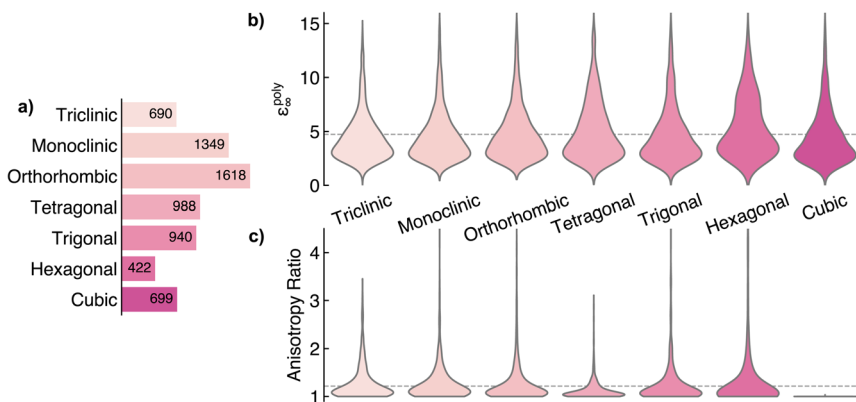 a)
Triclinic 690
Monoclinic 1349
Orthorhombic 1618
Tetragonal 988
Trigonal 940
Hexagonal 422
Cubic 699
b)
ε∞^poly
15
10
5
0
Triclinic Monoclinic Orthorhombic Tetragonal Trigonal Hexagonal Cubic
c)
Anisotropy Ratio
4
3
2
1